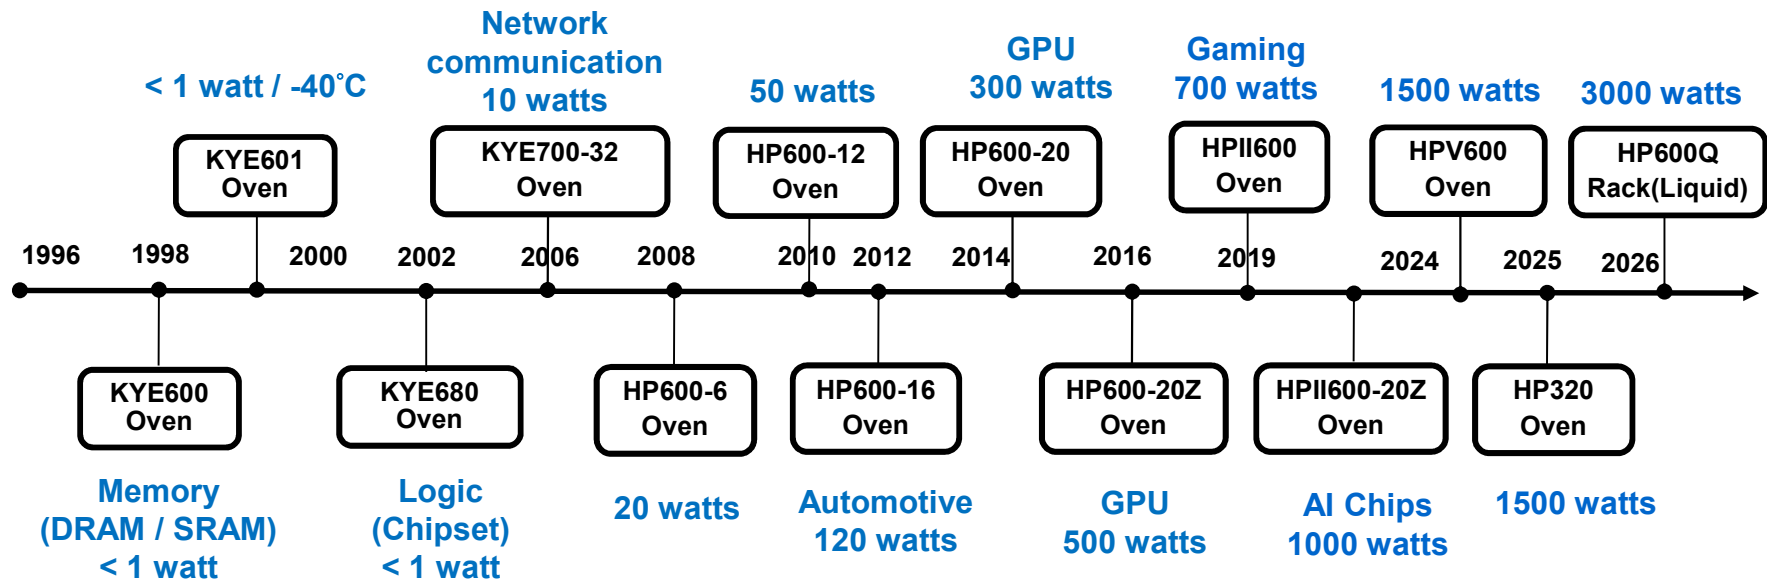 < 1 watt / -40°C
Network
communication
10 watts
50 watts
GPU
300 watts
Gaming
700 watts
1500 watts
3000 watts
KYE601
Oven
KYE700-32
Oven
HP600-12
Oven
HP600-20
Oven
HPII600
Oven
HPV600
Oven
HP600Q
Rack(Liquid)
1996
1998
2000
2002
2006
2008
2010
2012
2014
2016
2019
2024
2025
2026
KYE600
Oven
KYE680
Oven
HP600-6
Oven
HP600-16
Oven
HP600-20Z
Oven
HPII600-20Z
Oven
HP320
Oven
Memory
(DRAM / SRAM)
< 1 watt
Logic
(Chipset)
< 1 watt
20 watts
Automotive
120 watts
GPU
500 watts
AI Chips
1000 watts
1500 watts